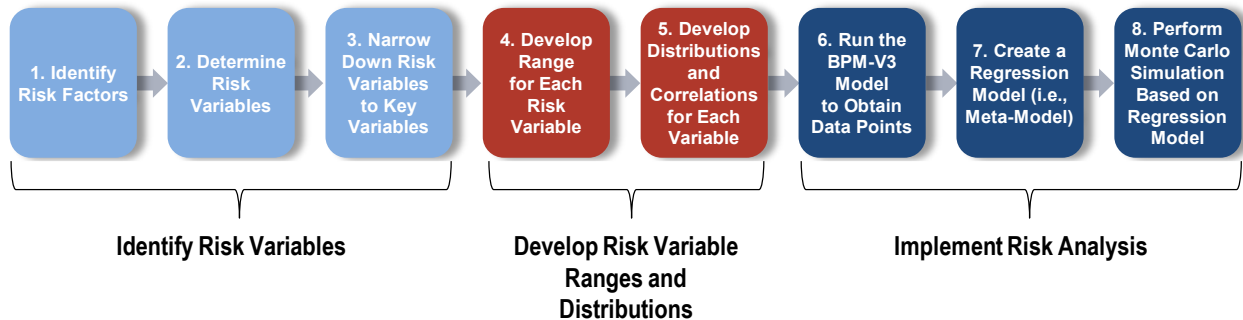 1. Identify
Risk Factors
2. Determine
Risk
Variables
3. Narrow
Down Risk
Variables
to Key
Variables
4. Develop
Range
for Each
Risk
Variable
5. Develop
Distributions
and
Correlations
for Each
Variable
6. Run the
BPM-V3
Model
to Obtain
Data Points
7. Create a
Regression
Model (i.e.,
Meta-Model)
8. Perform
Monte Carlo
Simulation
Based on
Regression
Model
Identify Risk Variables
Develop Risk Variable
Ranges and
Distributions
Implement Risk Analysis